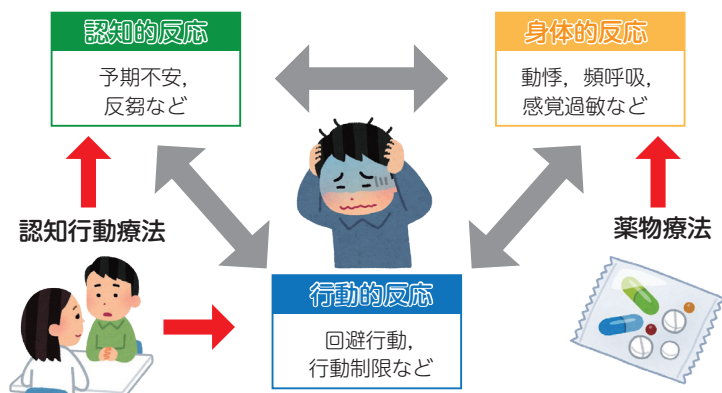 認知的反応
予期不安，
反芻など
身体的反応
動悸，頻呼吸，
感覚過敏など
認知行動療法
薬物療法
行動的反応
回避行動，
行動制限など